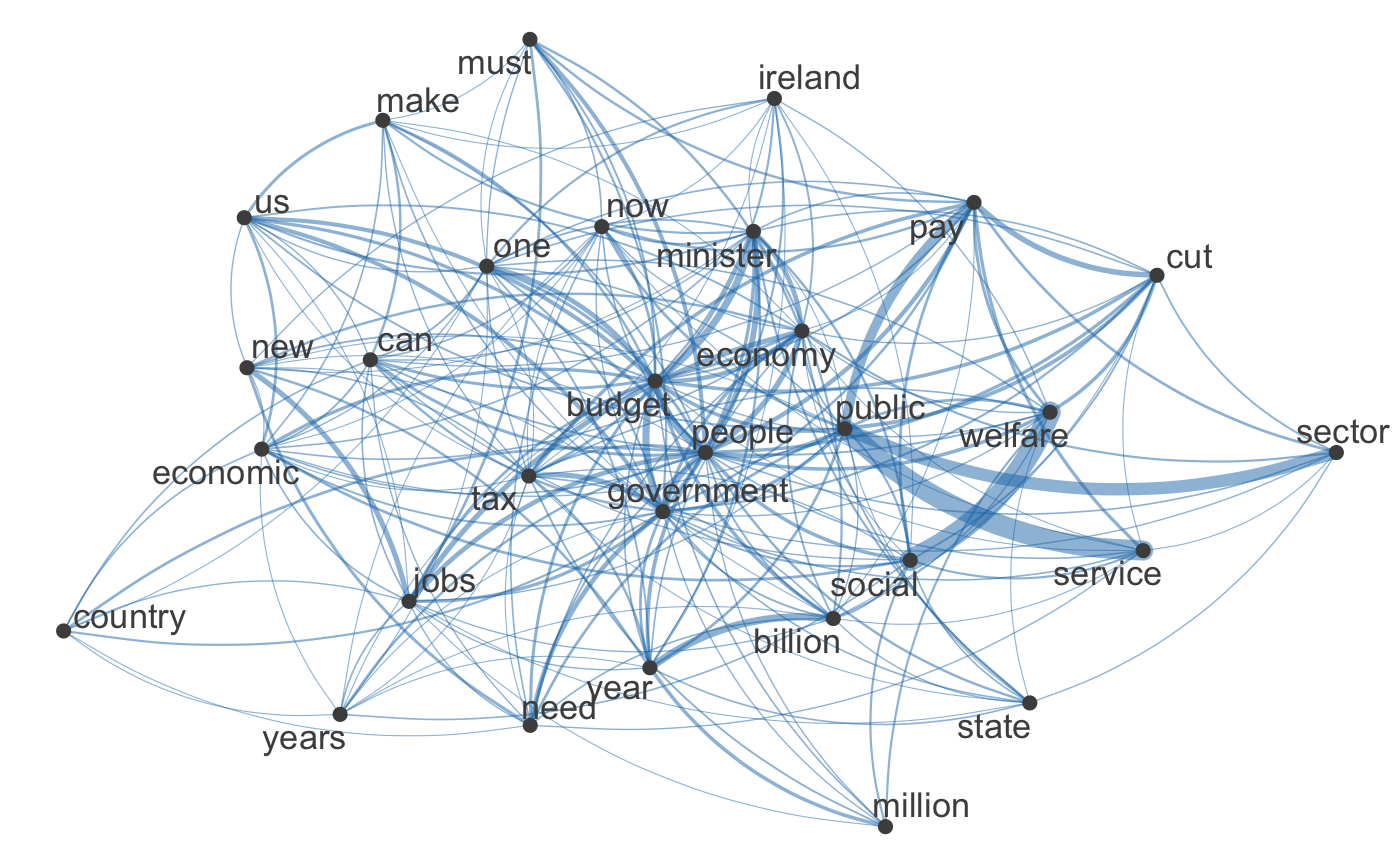 must
ireland
make
us
now
pay
one
minister
cut
new
can
economy
budget
public
people
welfare
sector
economic
tax
government
jobs
social
service
country
billion
year
need
years
state
million